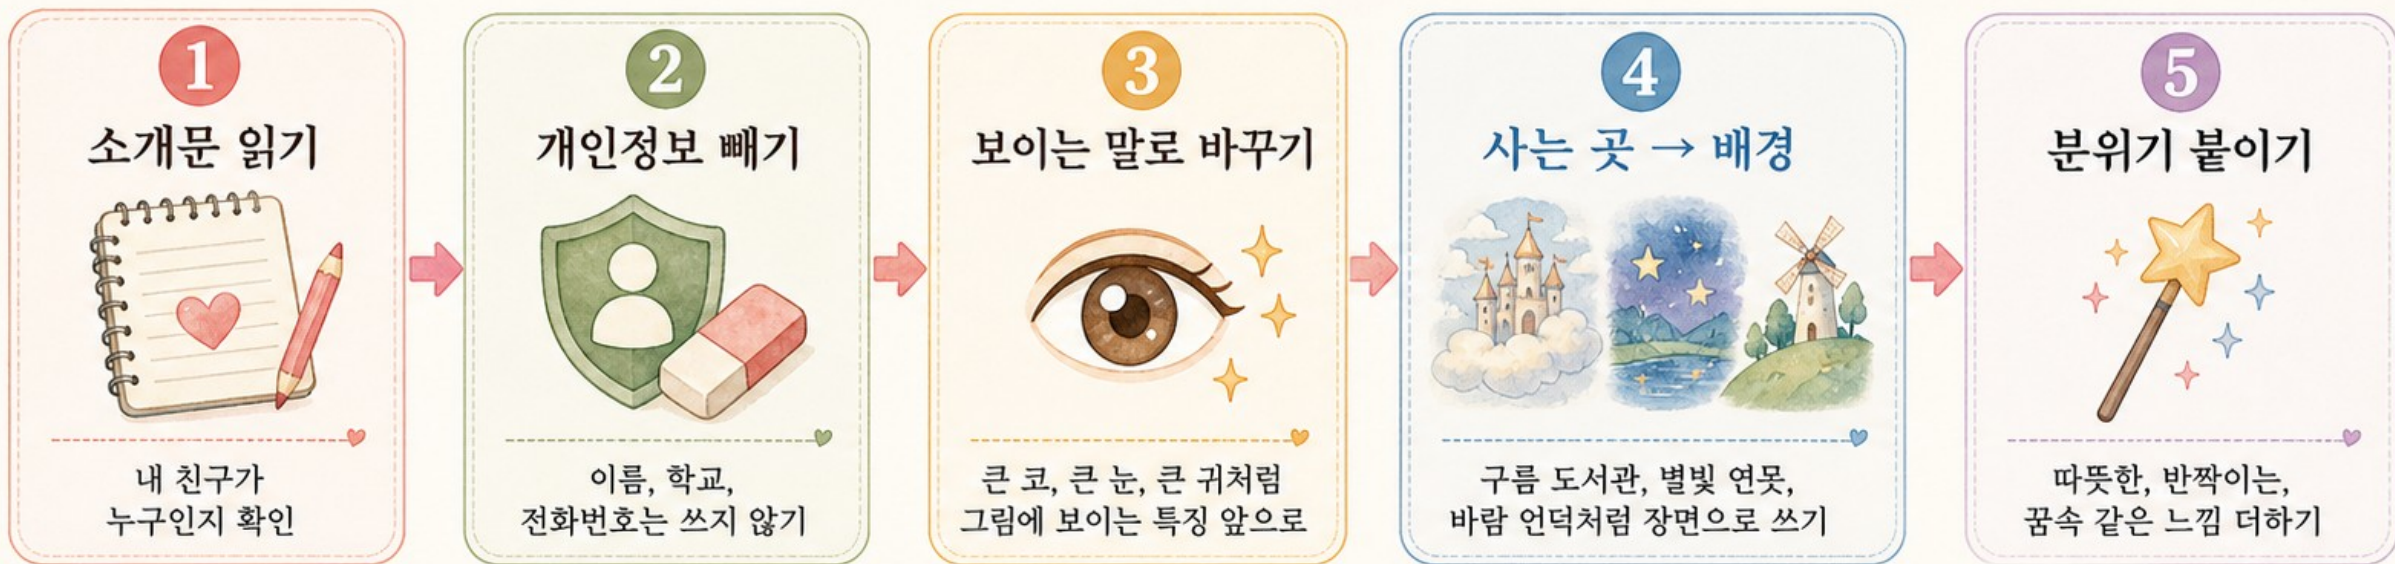 1
소개문 읽기
내 친구가
누구인지 확인
2
개인정보 빼기
이름, 학교,
전화번호는 쓰지 않기
3
보이는 말로 바꾸기
큰 코, 큰 눈, 큰 귀처럼
그림에 보이는 특징 앞으로
4
사는 곳 → 배경
구름 도서관, 별빛 연못,
바람 언덕처럼 장면으로 쓰기
5
분위기 붙이기
따뜻한, 반짝이는,
꿈속 같은 느낌 더하기